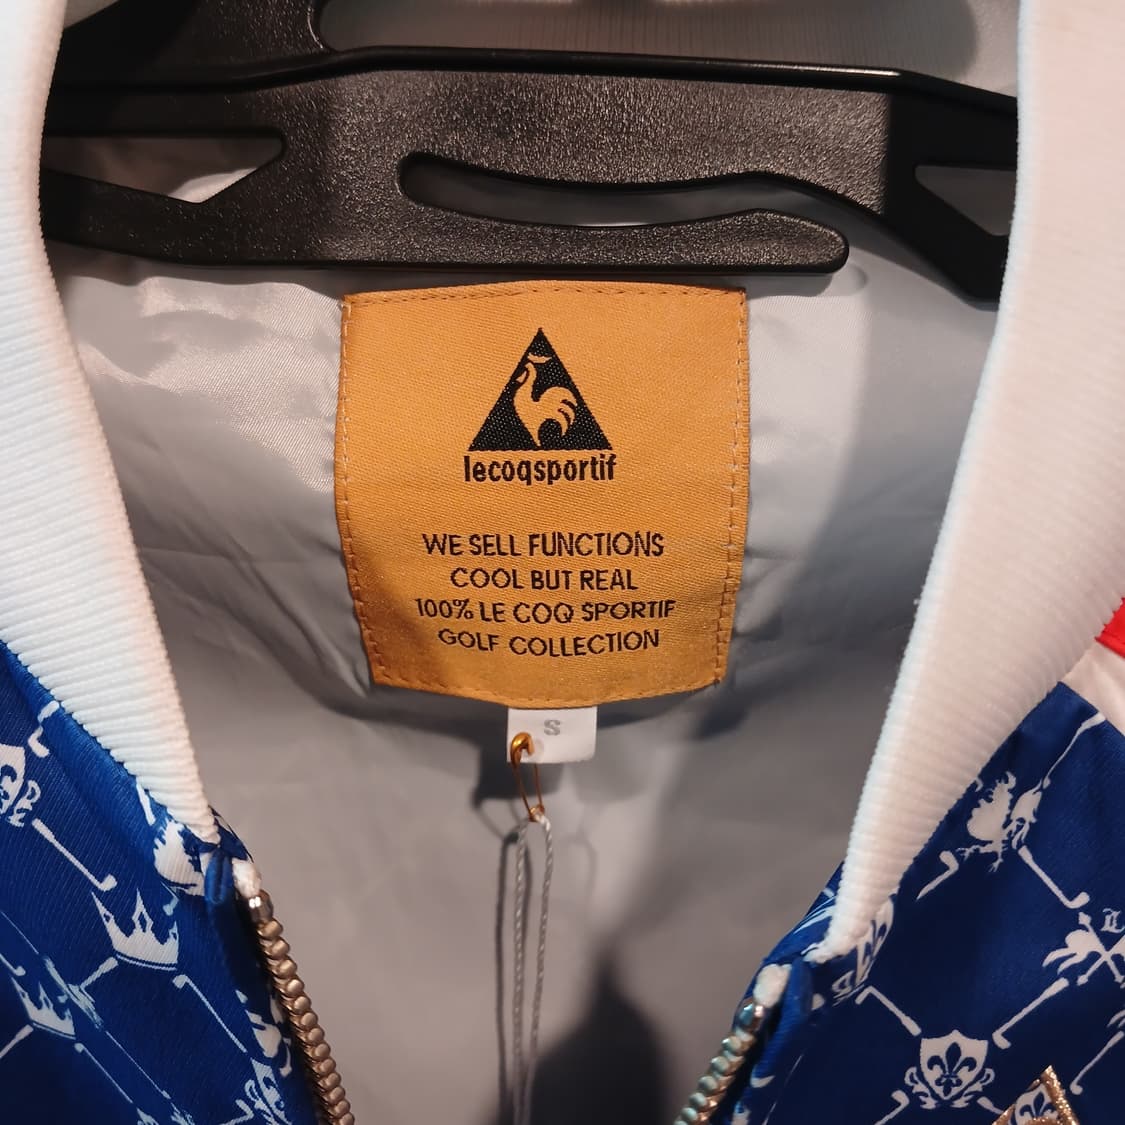 lecoqsportif
WE SELL FUNCTIONS
COOL BUT REAL
100% LE COQ SPORTIF
GOLF COLLECTION
S
L